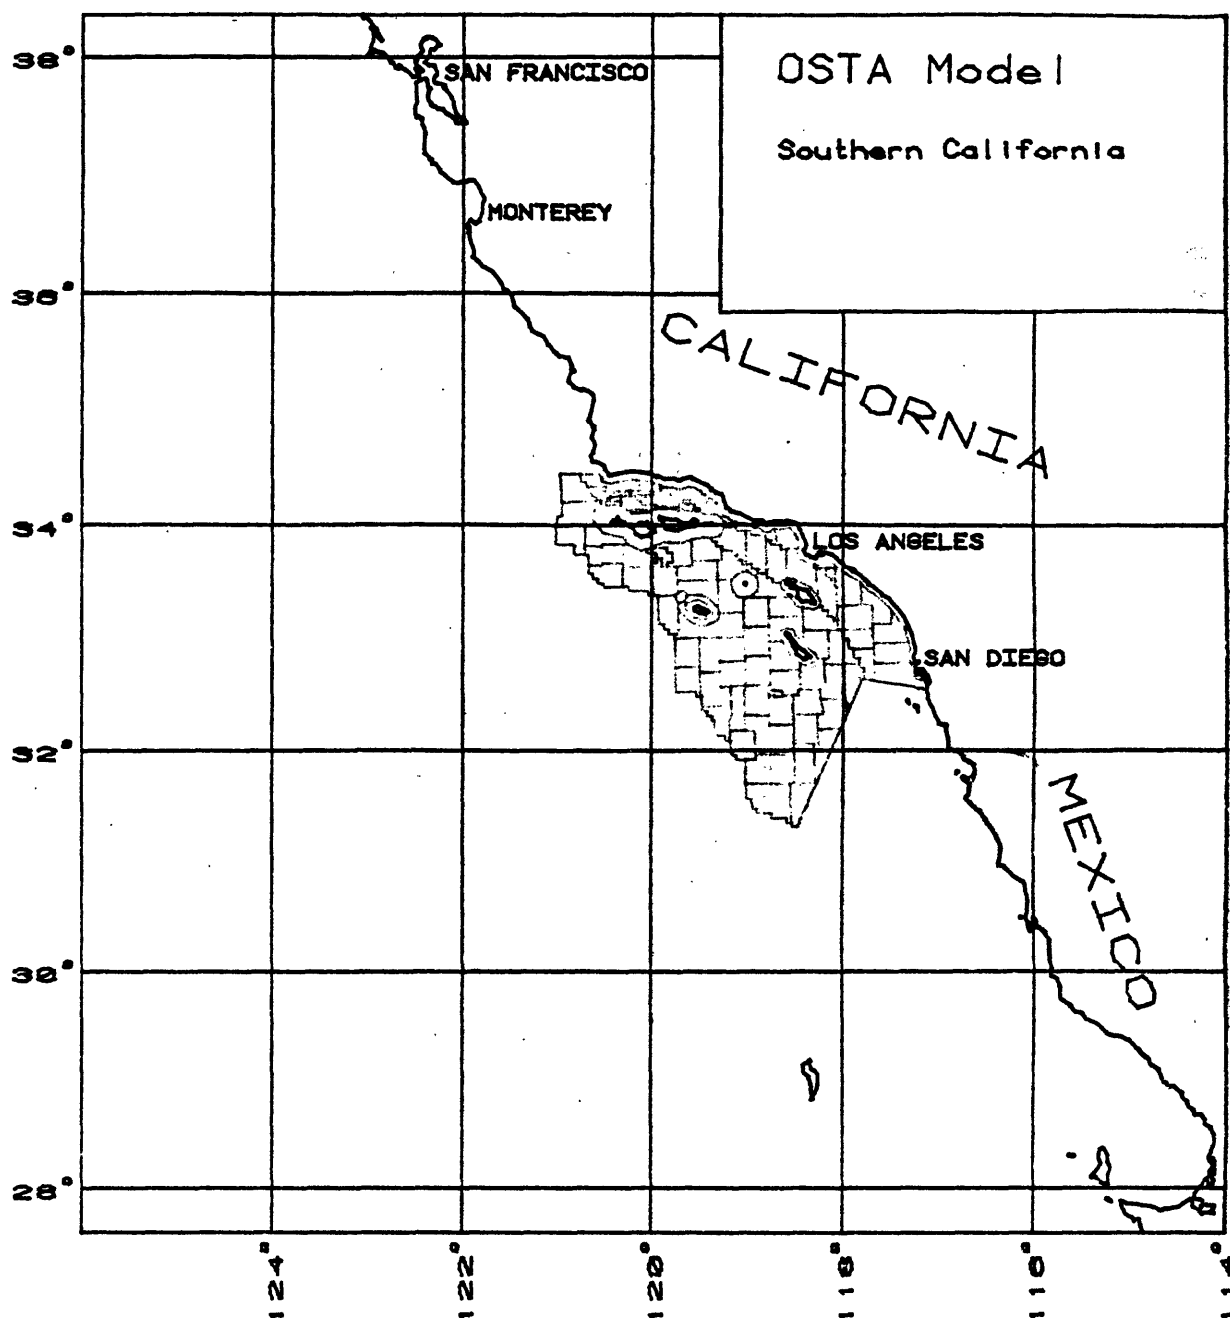 38°
SAN FRANCISCO
OSTA Model
Southern California
MONTEREY
36°
CALIFORNIA
34°
LOS ANGELES
SAN DIEGO
32°
MEXICO
30°
28°
124°
122°
120°
118°
116°
114°